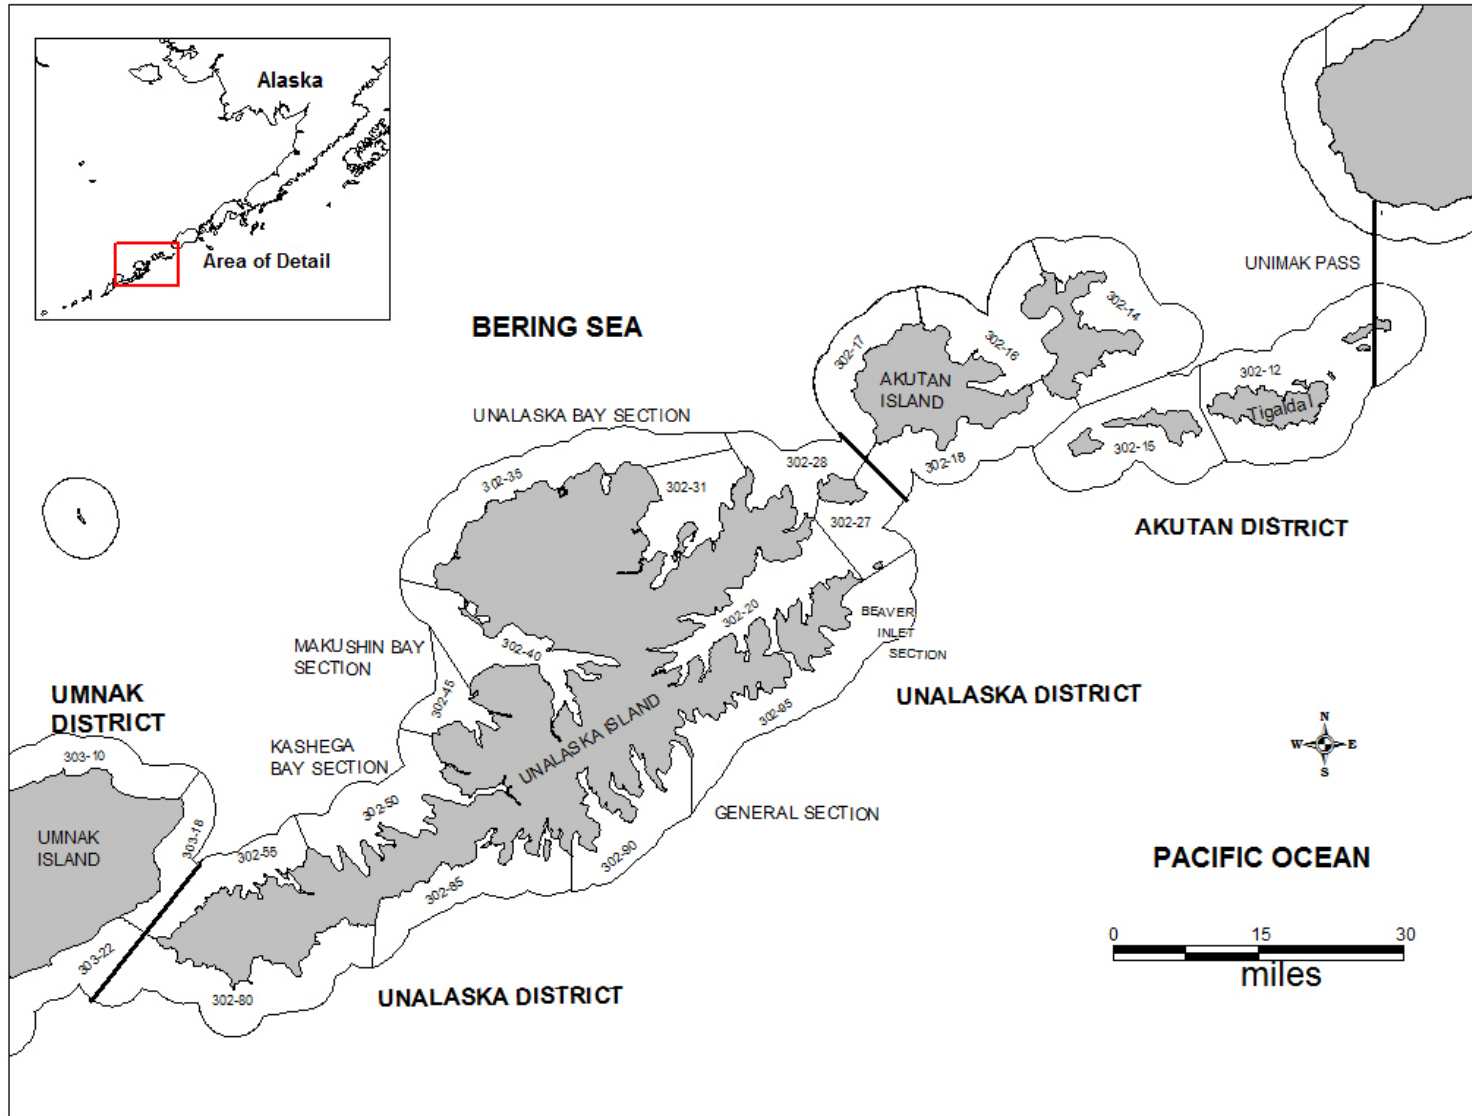 Alaska
Area of Detail
BERING SEA
UNIMAK PASS
302-14
302-16
302-17
AKUTAN
ISLAND
302-12
Tigalda
302-15
302-18
AKUTAN DISTRICT
UNALASKA BAY SECTION
302-35
302-31
302-28
302-27
302-20
BEAVER
INLET
SECTION
MAKUSHIN BAY
SECTION
302-40
302-45
UNALASKA DISTRICT
302-95
UMNAK
DISTRICT
KASHEGA
BAY SECTION
UNALASKA ISLAND
303-10
302-50
GENERAL SECTION
N
W
E
S
UMNAK
ISLAND
303-18
302-55
302-90
302-85
PACIFIC OCEAN
303-22
302-80
UNALASKA DISTRICT
0 15 30
miles